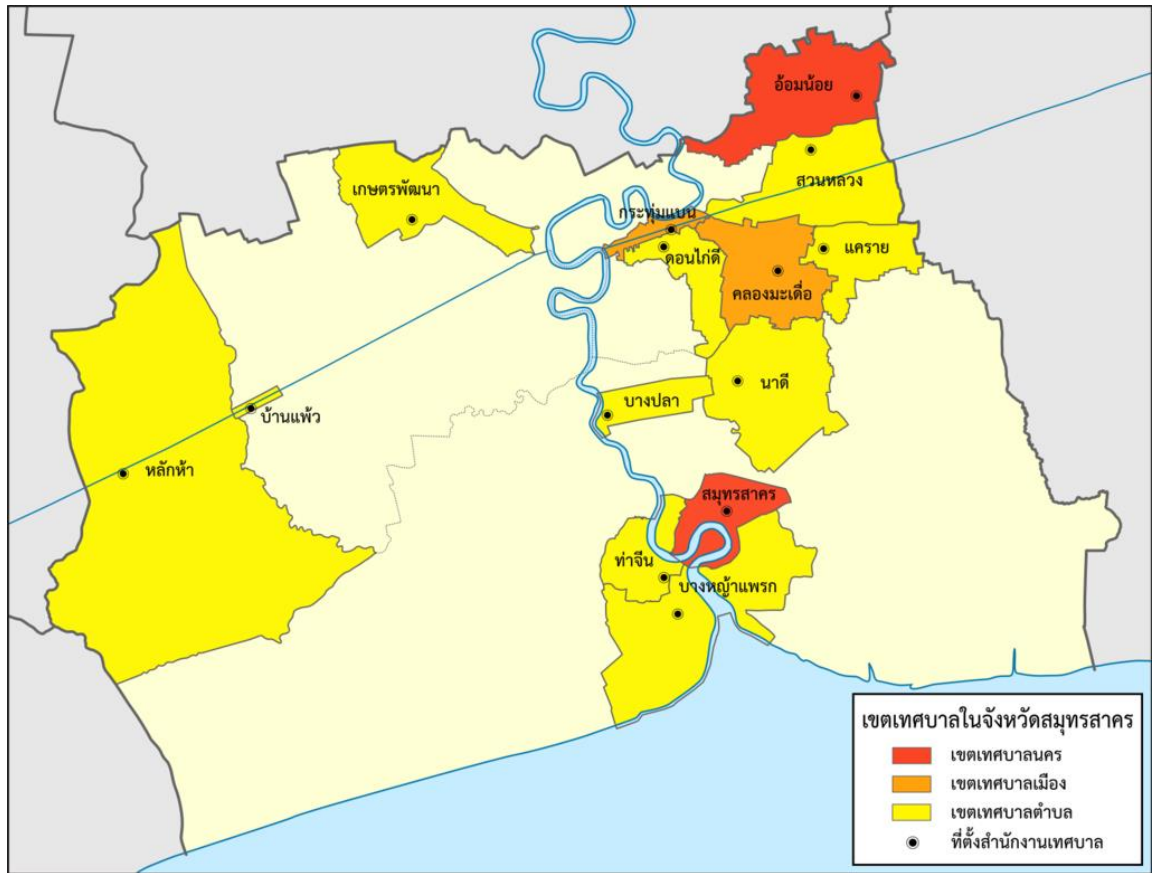 อ้อมน้อย
สวนหลวง
เกษตรพัฒนา
กระทุ่มแบน
ดอนไก่ดี
แคราย
คลองมะเดื่อ
นาดี
บางปลา
บ้านแพ้ว
หลักห้า
สมุทรสาคร
ท่าจีน
บางหญ้าแพรก
เขตเทศบาลในจังหวัดสมุทรสาคร
เขตเทศบาลนคร
เขตเทศบาลเมือง
เขตเทศบาลตำบล
ที่ตั้งสำนักงานเทศบาล